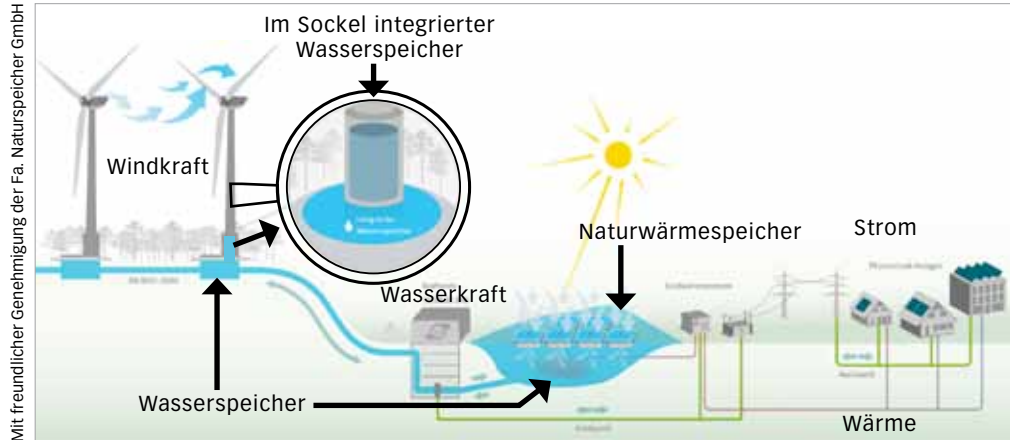 Mit freundlicher Genehmigung der Fa. Naturspeicher GmbH
Im Sockel integrierter
Wasserspeicher
Windkraft
Naturwärmespeicher
Strom
Wasserkraft
Wasserspeicher
Wärme